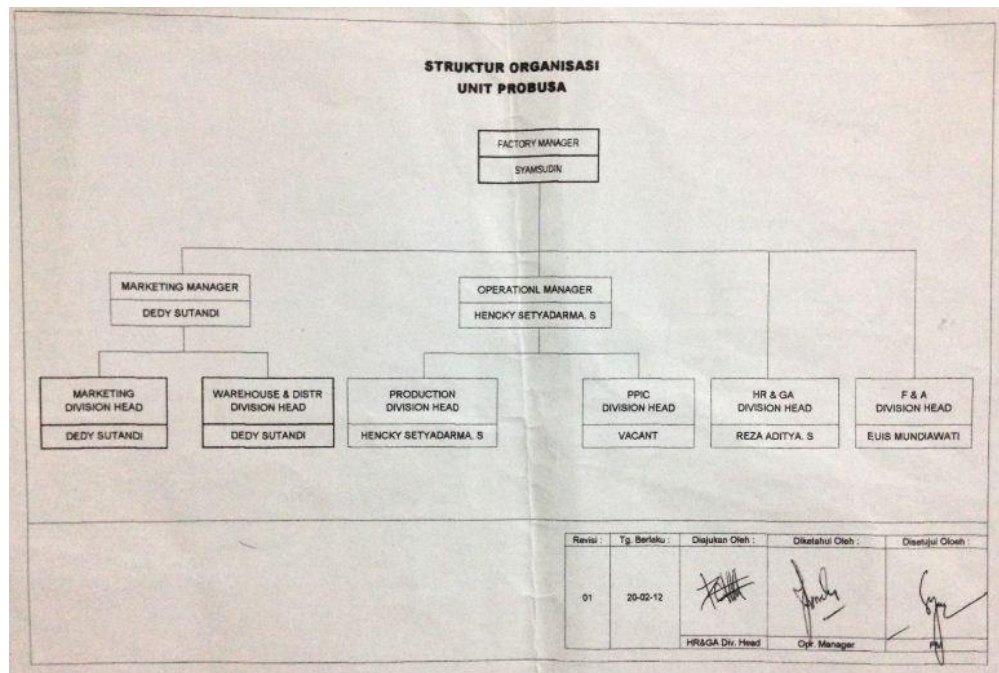 STRUKTUR ORGANISASI
UNIT PROBUSA
FACTORY MANAGER
SYAMSUDIN
MARKETING MANAGER
DEDY SUTANDI
OPERATIONL MANAGER
HENCKY SETYADARMA. S
MARKETING
DIVISION HEAD
DEDY SUTANDI
WAREHOUSE & DISTR
DIVISION HEAD
DEDY SUTANDI
PRODUCTION
DIVISION HEAD
HENCKY SETYADARMA. S
PPIC
DIVISION HEAD
VACANT
HR & GA
DIVISION HEAD
REZA ADITYA. S
F & A
DIVISION HEAD
EUIS MUNDIAWATI
Revisi :
Tg. Berlaku :
Diajukan Oleh :
Diketahui Oleh :
Disetujui Oloeh :
01
20-02-12
HR&GA Div. Head
Opr. Manager
FM